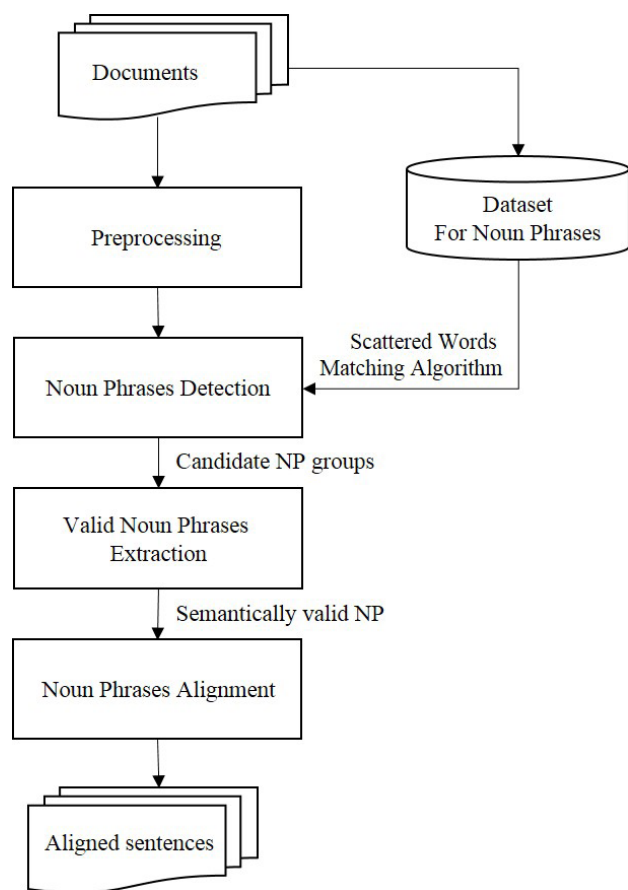 Documents
Dataset
For Noun Phrases
Preprocessing
Scattered Words
Matching Algorithm
Noun Phrases Detection
Candidate NP groups
Valid Noun Phrases
Extraction
Semantically valid NP
Noun Phrases Alignment
Aligned sentences